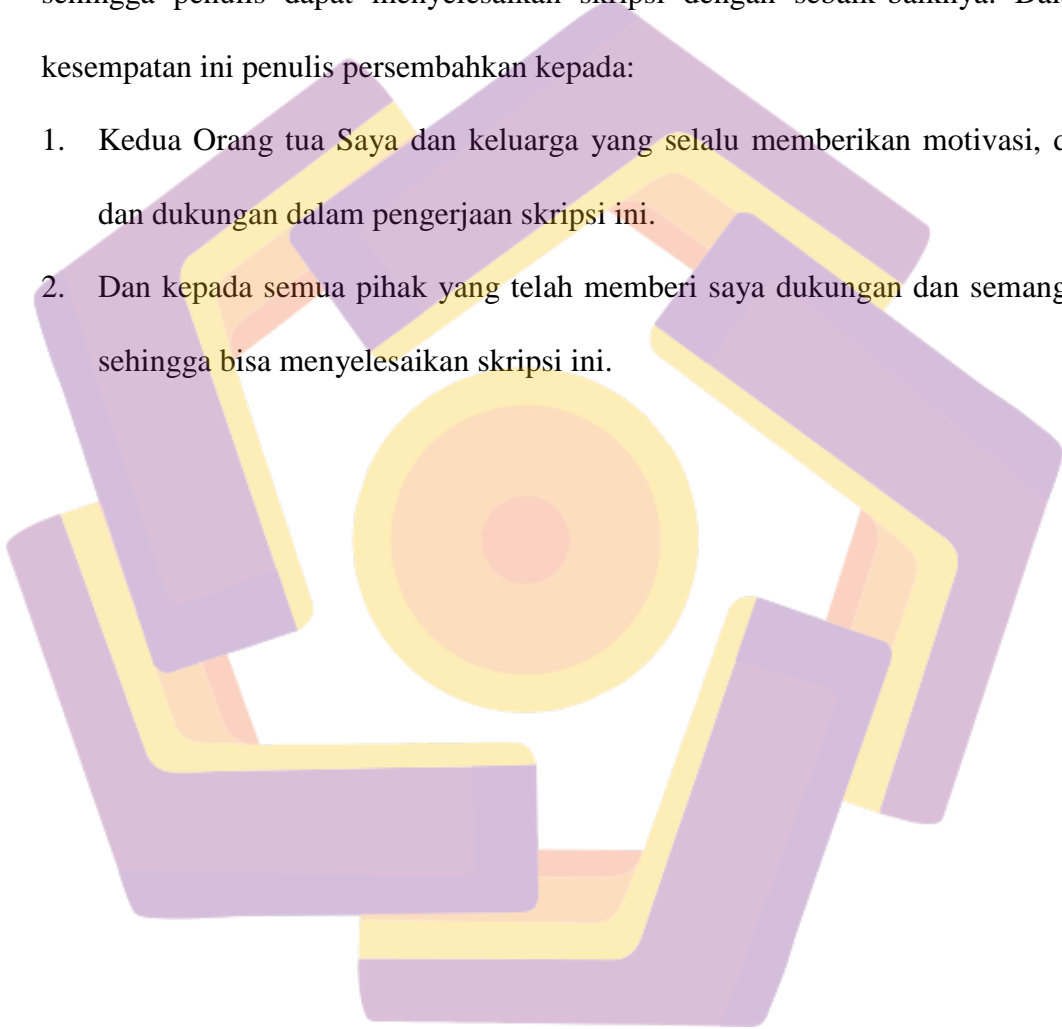 sehingga penulis dapat menyelesaikan skripsi dengan sebaik-baiknya.
kesempatan ini penulis persembahkan kepada:
1. Kedua Orang tua Saya dan keluarga yang selalu memberikan motivasi,
dan dukungan dalam pengerjaan skripsi ini.
2. Dan kepada semua pihak yang telah memberi saya dukungan dan
sehingga bisa menyelesaikan skripsi ini.